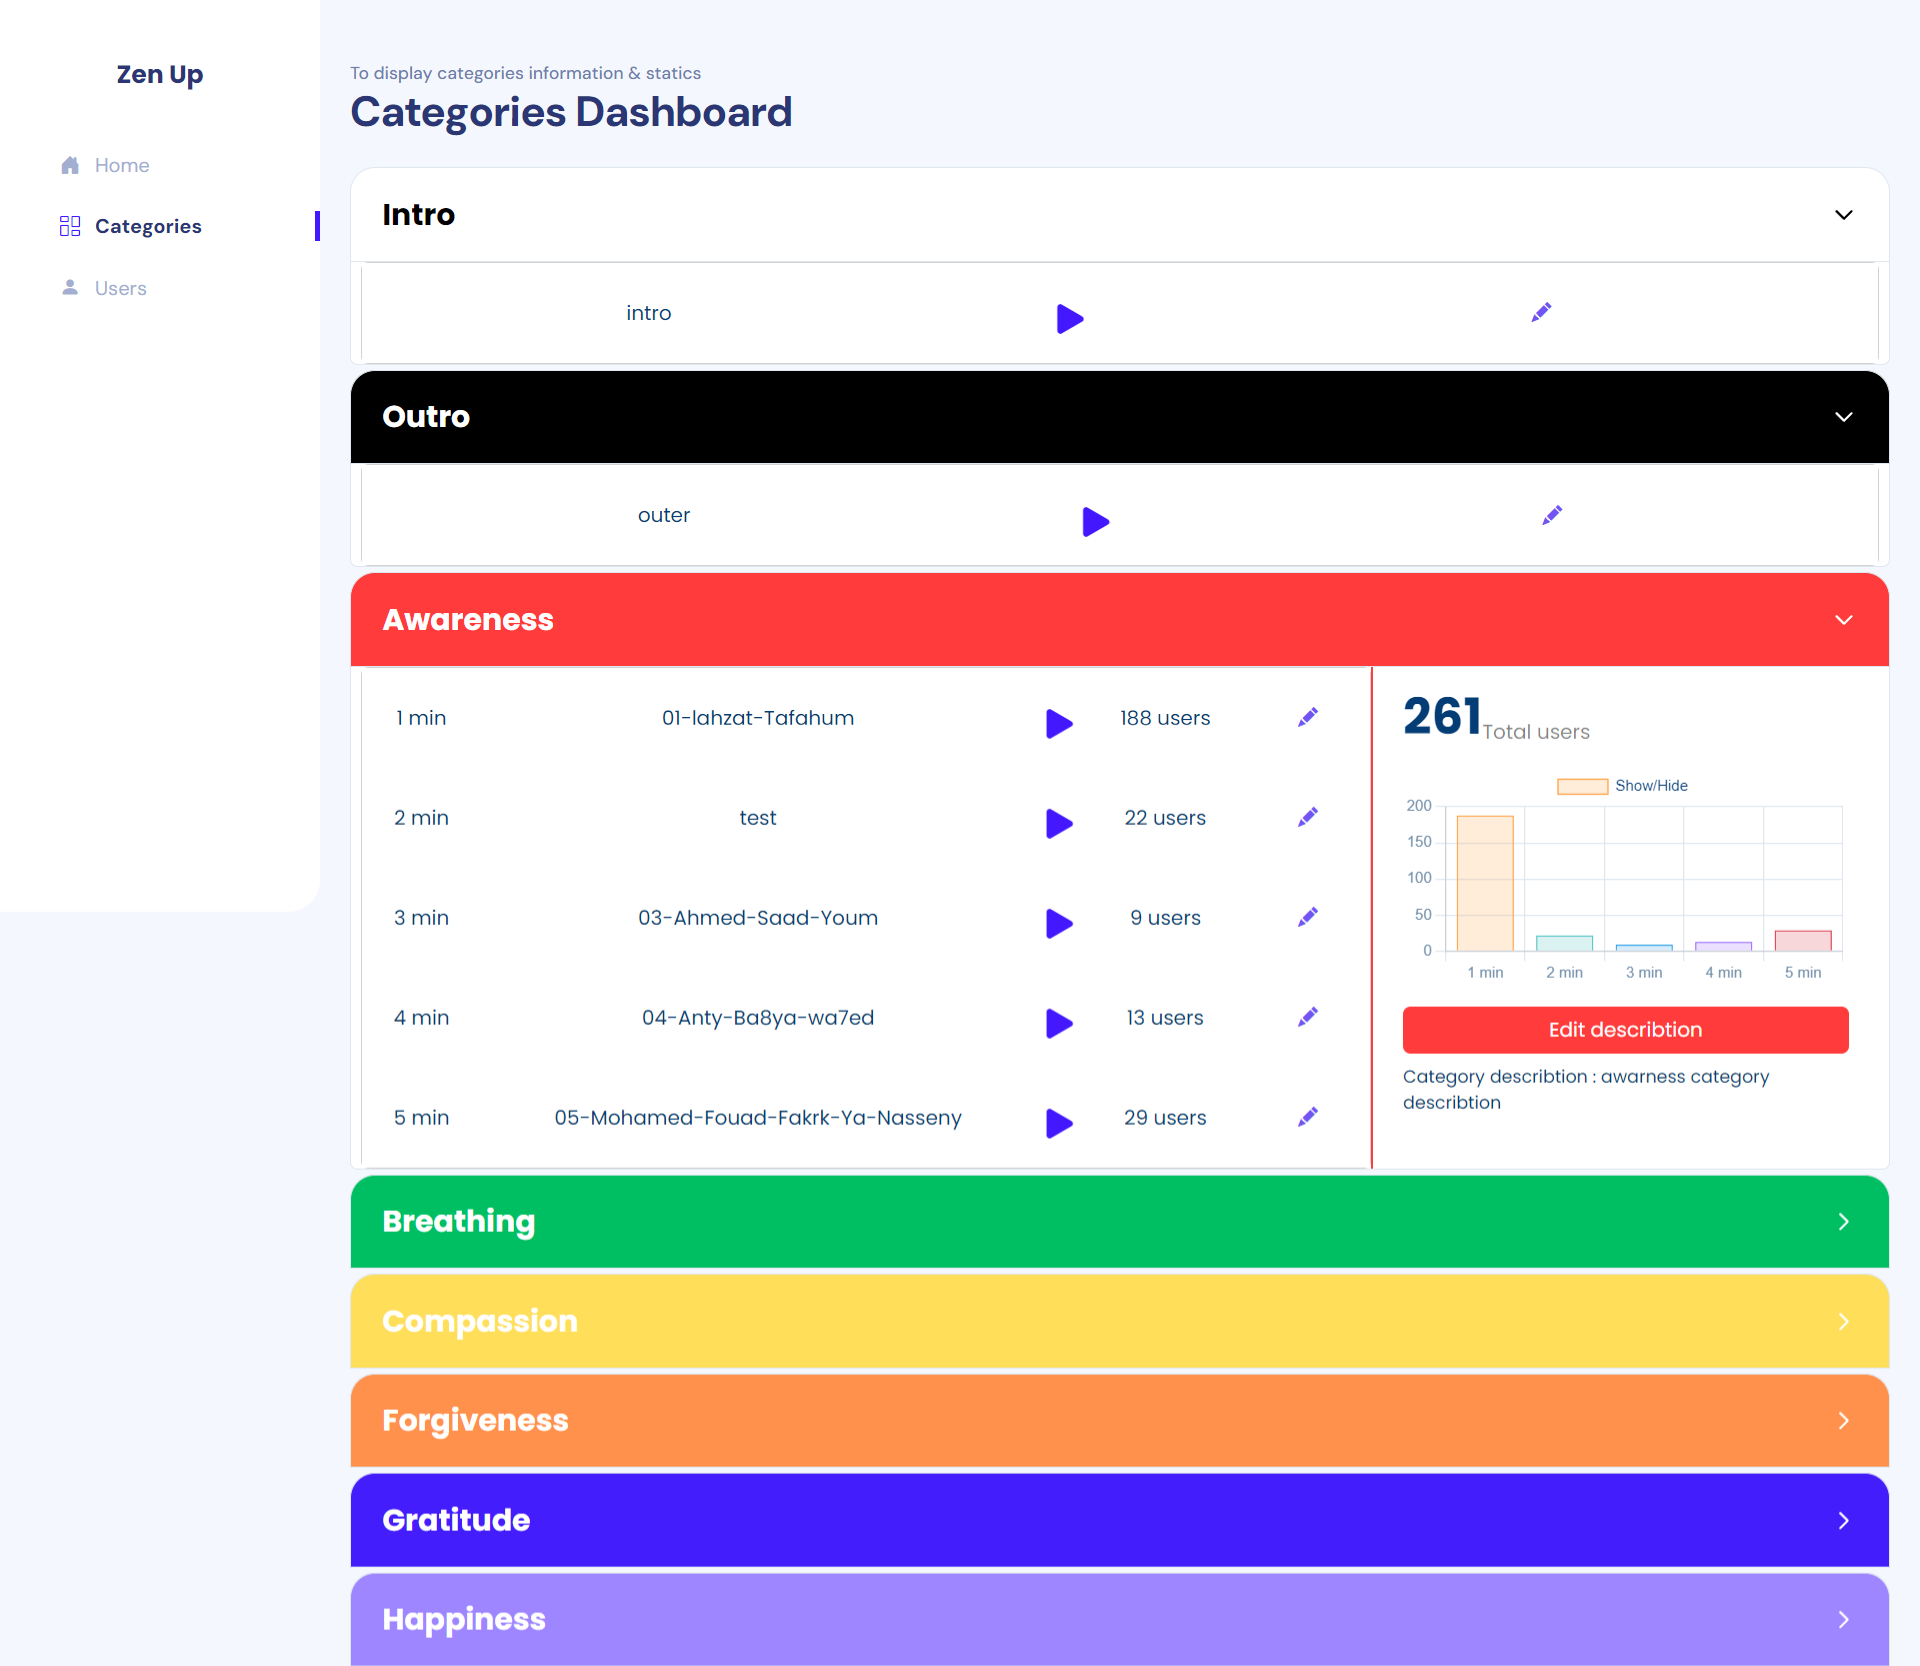 Zen Up
Home
Categories
Users
To display categories information & statics
Categories Dashboard
Intro
intro
Outro
outer
Awareness
1 min 01-lahzat-Tafahum 188 users
2 min test 22 users
3 min 03-Ahmed-Saad-Youm 9 users
4 min 04-Anty-Ba8ya-wa7ed 13 users
5 min 05-Mohamed-Fouad-Fakrk-Ya-Nasseny 29 users
261 Total users
Show/Hide
200
150
100
50
0
1 min 2 min 3 min 4 min 5 min
Edit describtion
Category describtion : awarness category
describtion
Breathing
Compassion
Forgiveness
Gratitude
Happiness